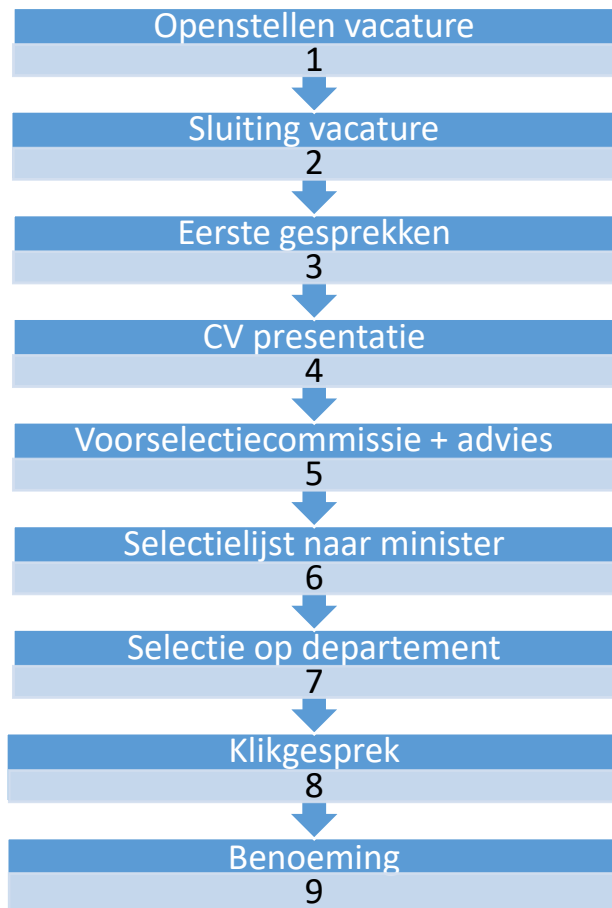 Openstellen vacature
1
Sluiting vacature
2
Eerste gesprekken
3
CV presentatie
4
Voorselectiecommissie + advies
5
Selectielijst naar minister
6
Selectie op departement
7
Klikgesprek
8
Benoeming
9